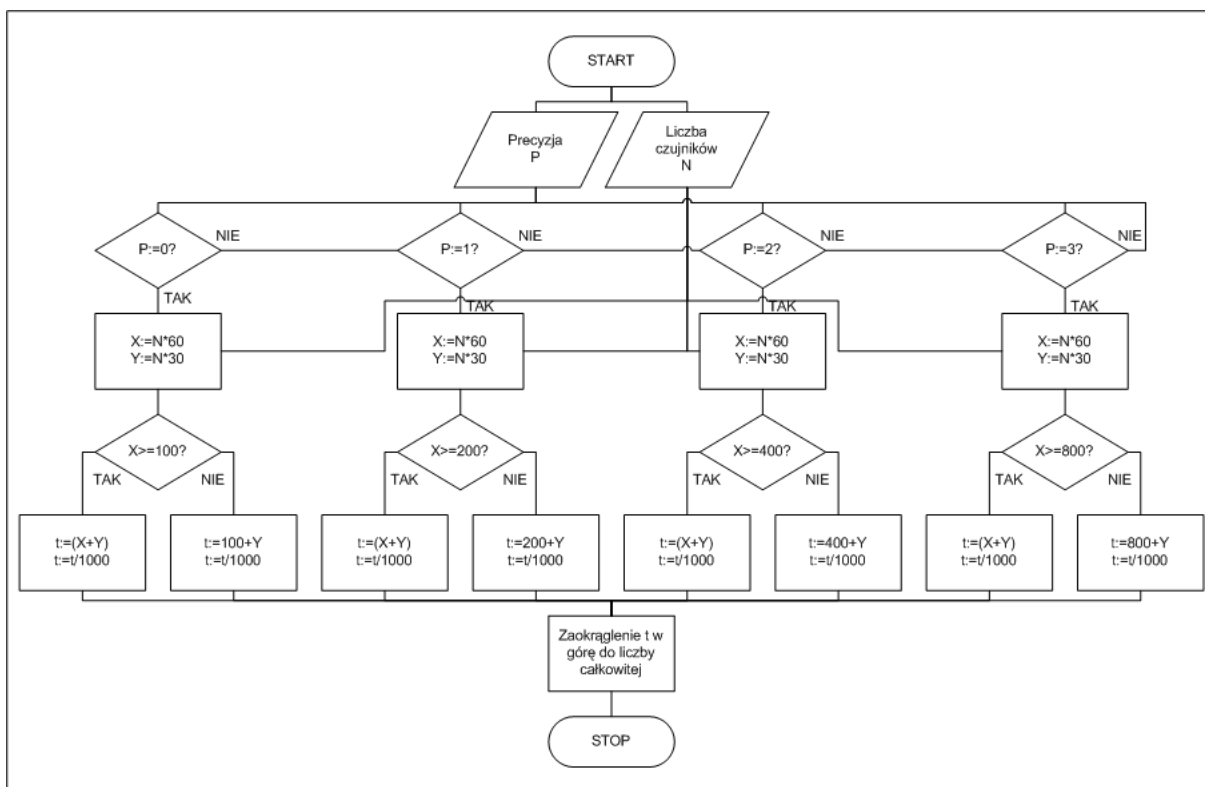 START
Precyzja
P
Liczba
czujników
N
P:=0?
NIE
P:=1?
NIE
P:=2?
NIE
P:=3?
NIE
TAK
TAK
TAK
TAK
X:=N*60
Y:=N*30
X:=N*60
Y:=N*30
X:=N*60
Y:=N*30
X:=N*60
Y:=N*30
X>=100?
TAK
NIE
X>=200?
TAK
NIE
X>=400?
TAK
NIE
X>=800?
TAK
NIE
t:=(X+Y)
t:=t/1000
t:=100+Y
t:=t/1000
t:=(X+Y)
t:=t/1000
t:=200+Y
t:=t/1000
t:=(X+Y)
t:=t/1000
t:=400+Y
t:=t/1000
t:=(X+Y)
t:=t/1000
t:=800+Y
t:=t/1000
Zaokrąglenie t w
górę do liczby
całkowitej
STOP